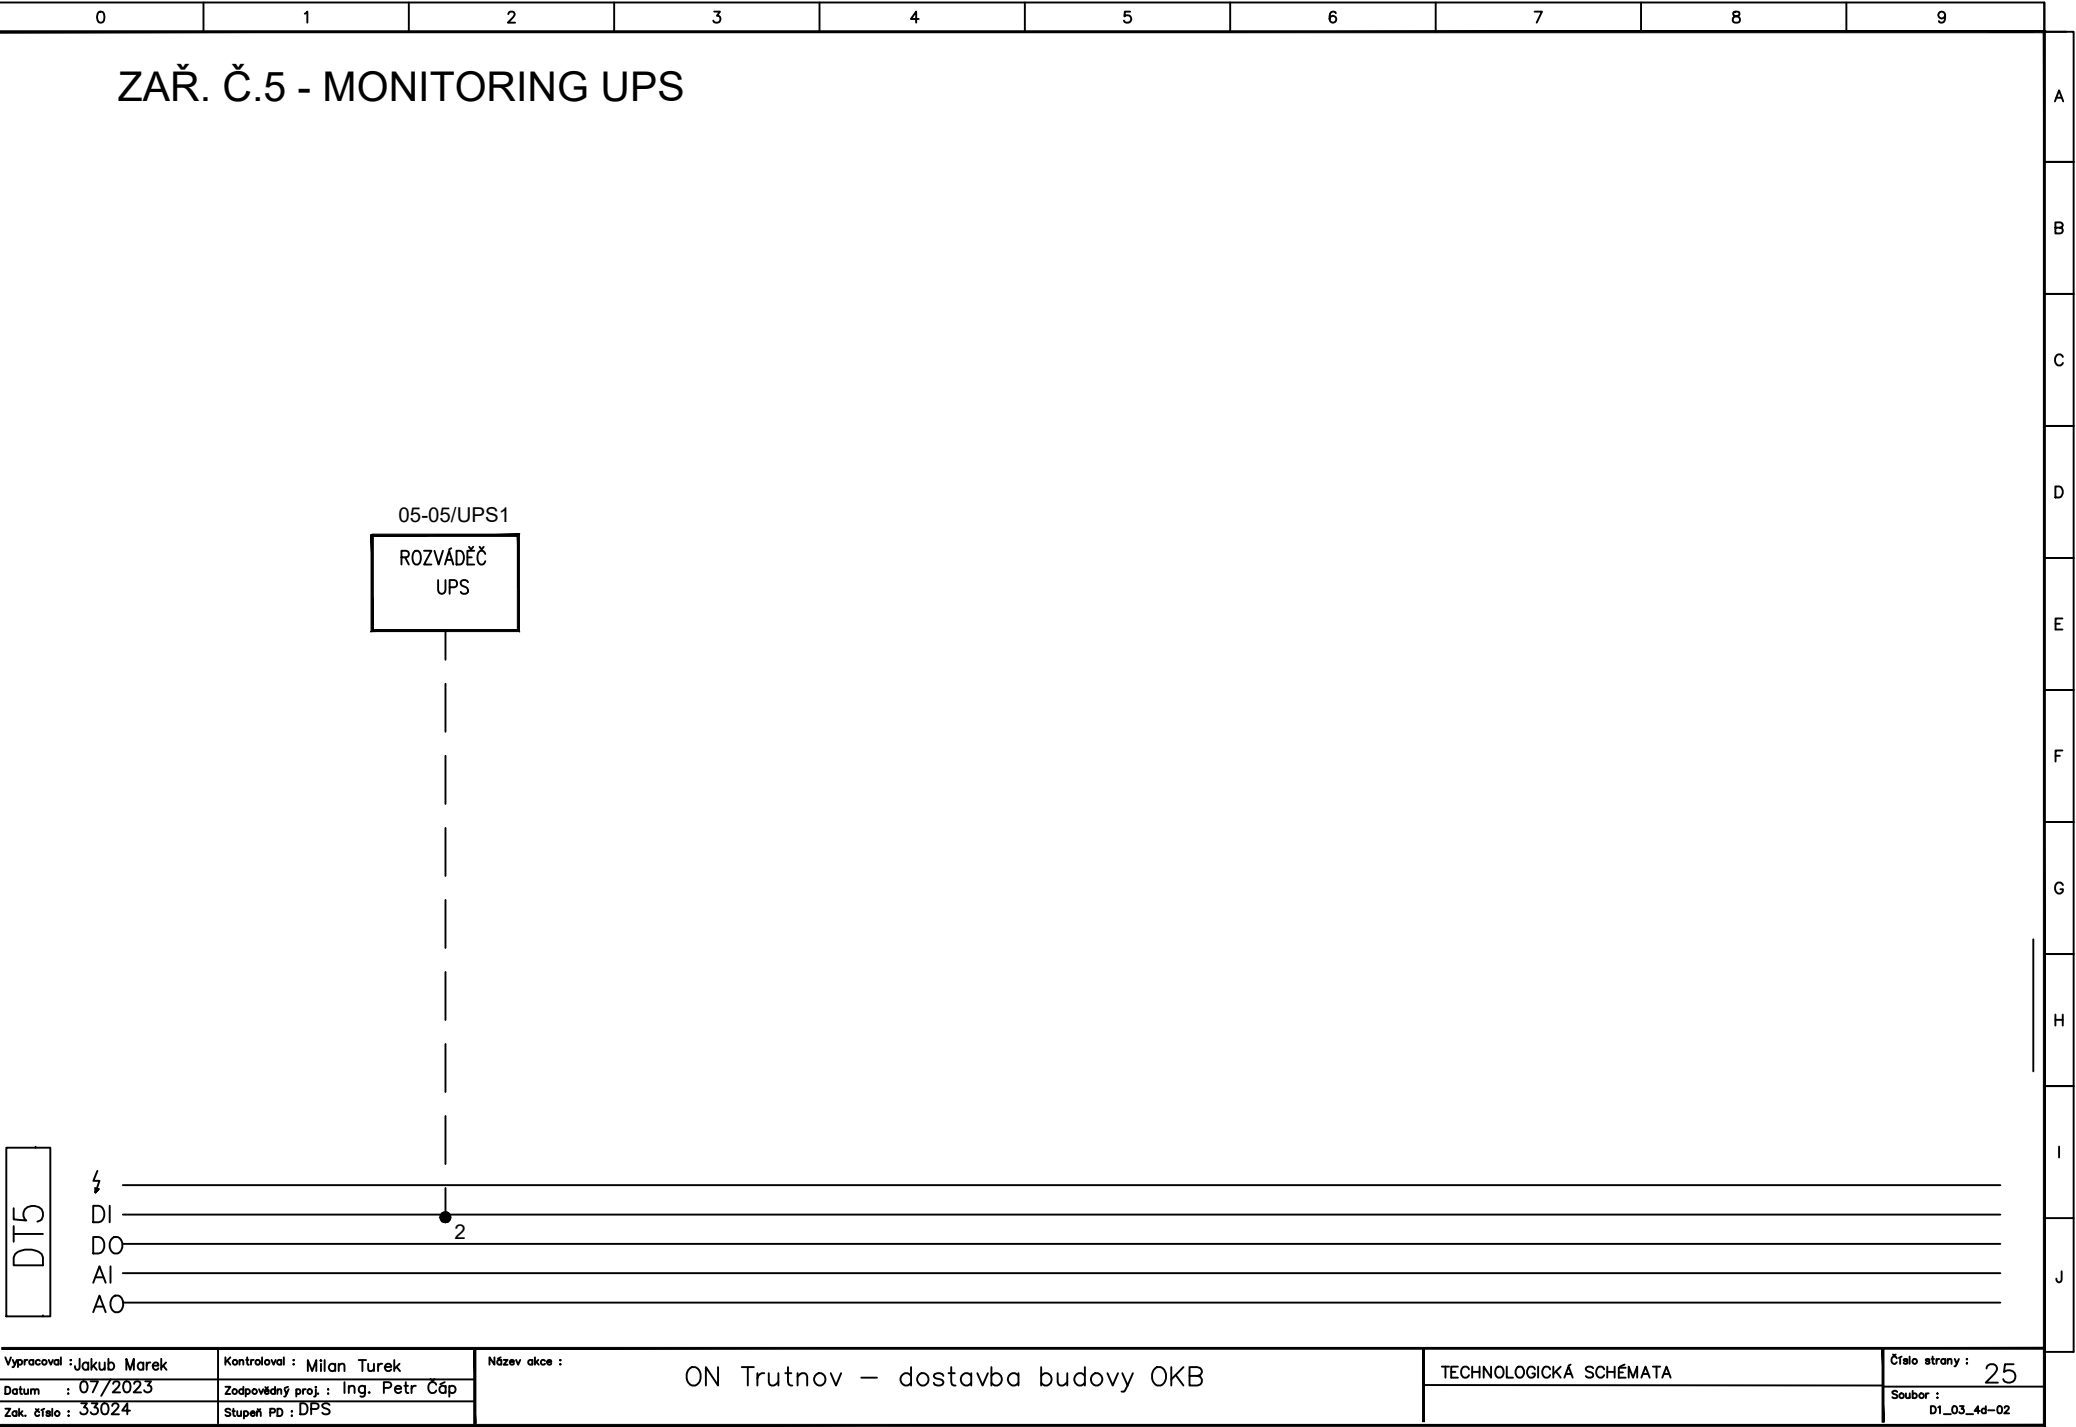 0 1 2 3 4 5 6 7 8 9
ZAŘ. Č.5 - MONITORING UPS
A
B
C
D
E
F
G
H
I
J
05-05/UPS1
ROZVÁDĚČ
UPS
DT5
DI
2
DO
AI
AO
Vypracoval : Jakub Marek
Datum : 07/2023
Zak. číslo : 33024
Kontroloval : Milan Turek
Zodpovědný proj. : Ing. Petr Čáp
Stupeň PD : DPS
Název akce :
ON Trutnov – dostavba budovy OKB
TECHNOLOGICKÁ SCHÉMATA
Číslo strany : 25
Soubor :
D1_03_4d-02